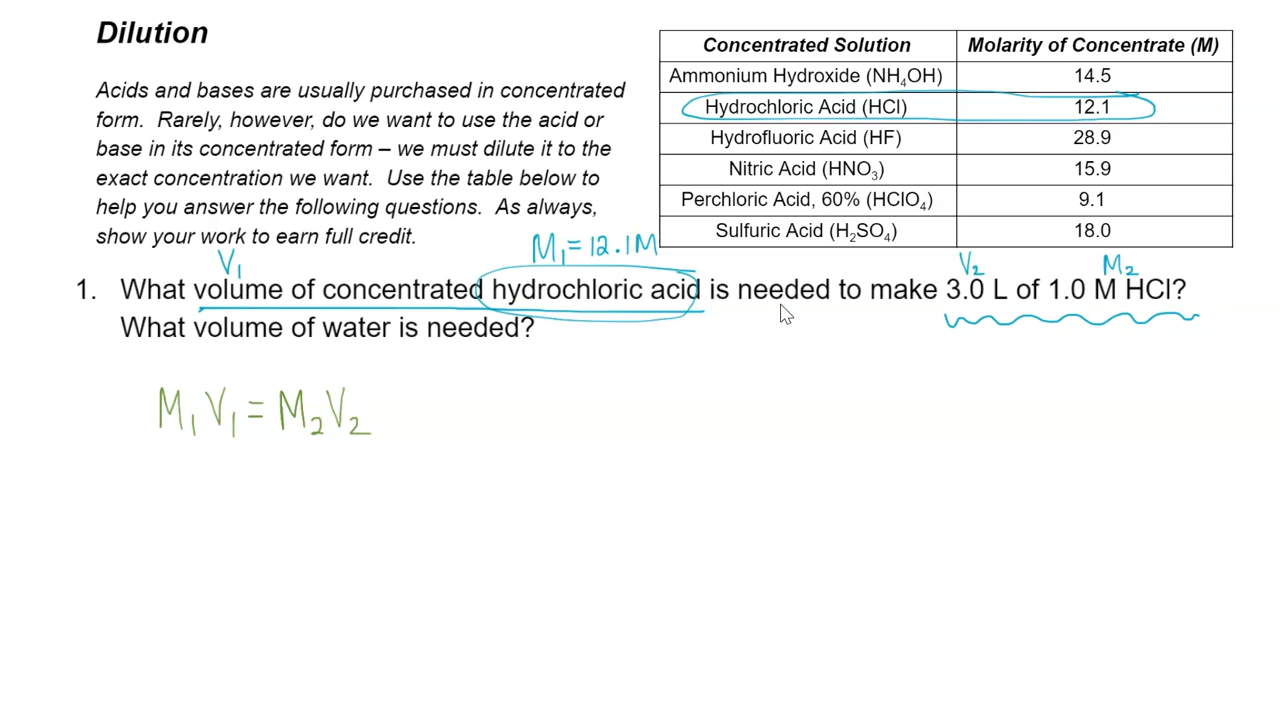 Dilution
Acids and bases are usually purchased in concentrated
form. Rarely, however, do we want to use the acid or
base in its concentrated form – we must dilute it to the
exact concentration we want. Use the table below to
help you answer the following questions. As always,
show your work to earn full credit.
Concentrated Solution Molarity of Concentrate (M)
Ammonium Hydroxide (NH₄OH) 14.5
Hydrochloric Acid (HCl) 12.1
Hydrofluoric Acid (HF) 28.9
Nitric Acid (HNO₃) 15.9
Perchloric Acid, 60% (HClO₄) 9.1
Sulfuric Acid (H₂SO₄) 18.0
V₁ M₁ = 12.1M V₂ M₂
1. What volume of concentrated hydrochloric acid is needed to make 3.0 L of 1.0 M HCl?
What volume of water is needed?
M₁V₁ = M₂V₂